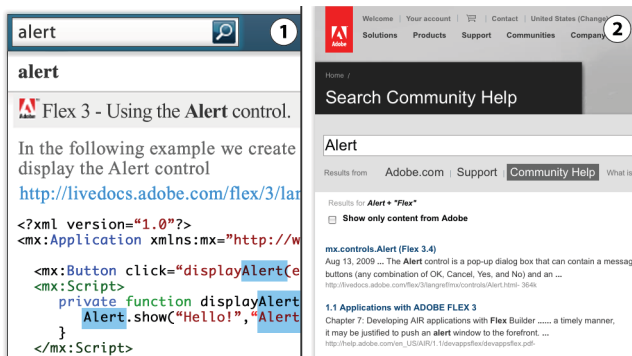 alert
1
alert
Adobe Flex 3 - Using the Alert control.
In the following example we create
display the Alert control
http://livedocs.adobe.com/flex/3/lan
<?xml version="1.0"?>
<mx:Application xmlns:mx="http://w
<mx:Button click="displayAlert(e
<mx:Script>
private function displayAlert
Alert.show("Hello!","Alert
}
</mx:Script>
2
Adobe
Welcome | Your account | Contact | United States (Change
Solutions Products Support Communities Company
Home /
Search Community Help
Alert
Results from Adobe.com | Support | Community Help What is
Results for Alert + "Flex"
Show only content from Adobe
mx.controls.Alert (Flex 3.4)
Aug 13, 2009 ... The Alert control is a pop-up dialog box that can contain a messag
buttons (any combination of OK, Cancel, Yes, and No) and an ...
http://livedocs.adobe.com/flex/3/langref/mx/controls/Alert.html- 364k
1.1 Applications with ADOBE FLEX 3
Chapter 7: Developing AIR applications with Flex Builder ...... a timely manner,
it may be justified to push an alert window to the forefront. ...
http://help.adobe.com/en_US/AIR/1.1/devappsflex/devappsflex.pdf-